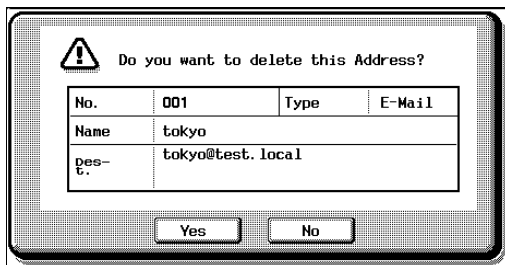 Do you want to delete this Address?
No. 001 Type E-Mail
Name tokyo
Des-
t. tokyo@test.local
Yes No